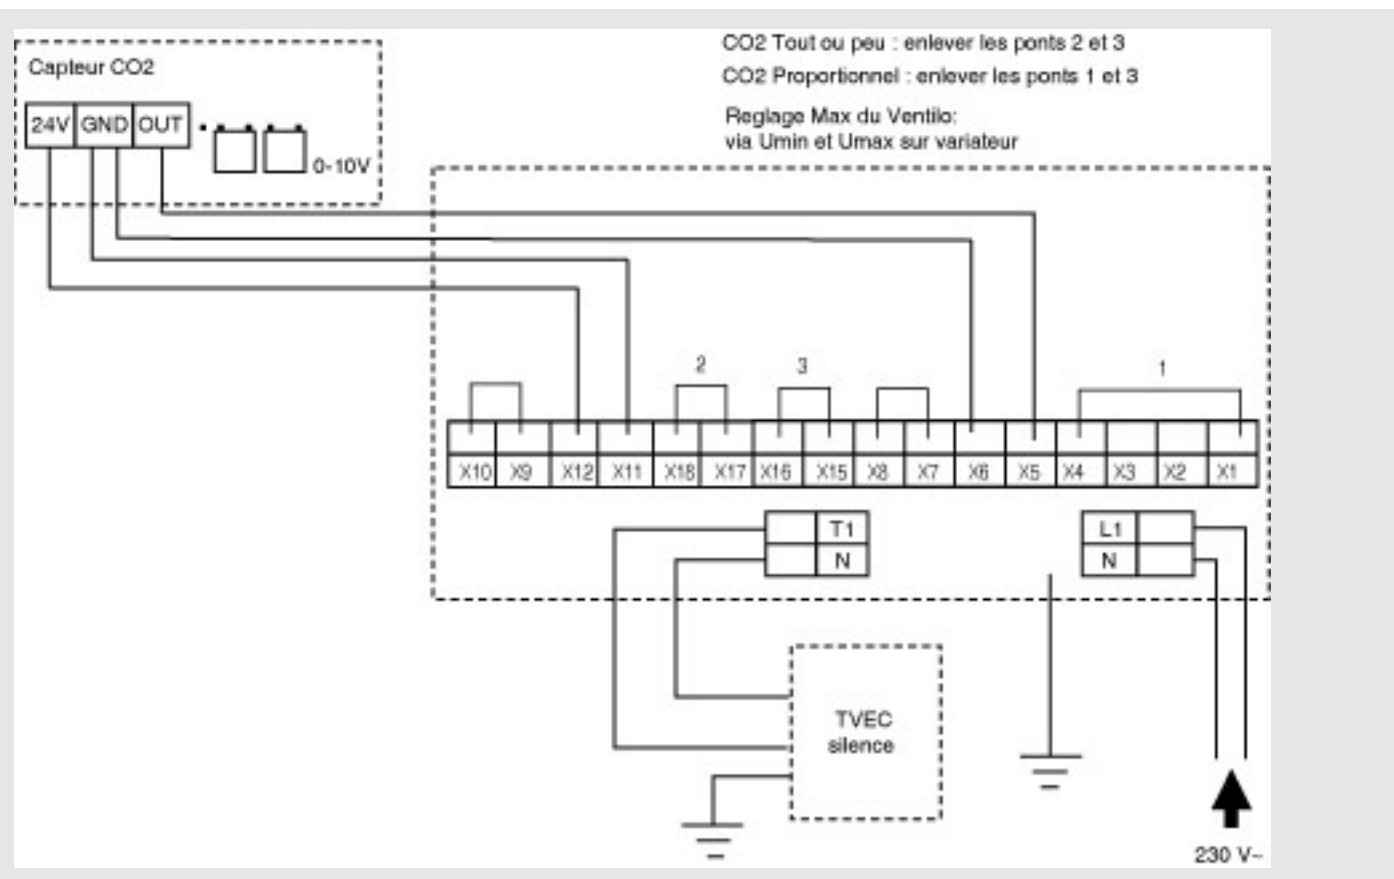 CO2 Tout ou peu : enlever les ponts 2 et 3
CO2 Proportionnel : enlever les ponts 1 et 3
Reglage Max du Ventilo:
via Umin et Umax sur variateur
Capteur CO2
24V GND OUT
0-10V
2 3 1
X10 X9 X12 X11 X18 X17 X16 X15 X8 X7 X6 X5 X4 X3 X2 X1
T1
N
L1
N
TVEC
silence
230 V~